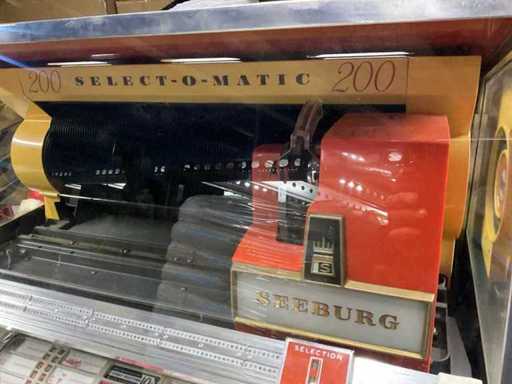 200 SELECT-O-MATIC 200
S
SEEBURG
SELECTION